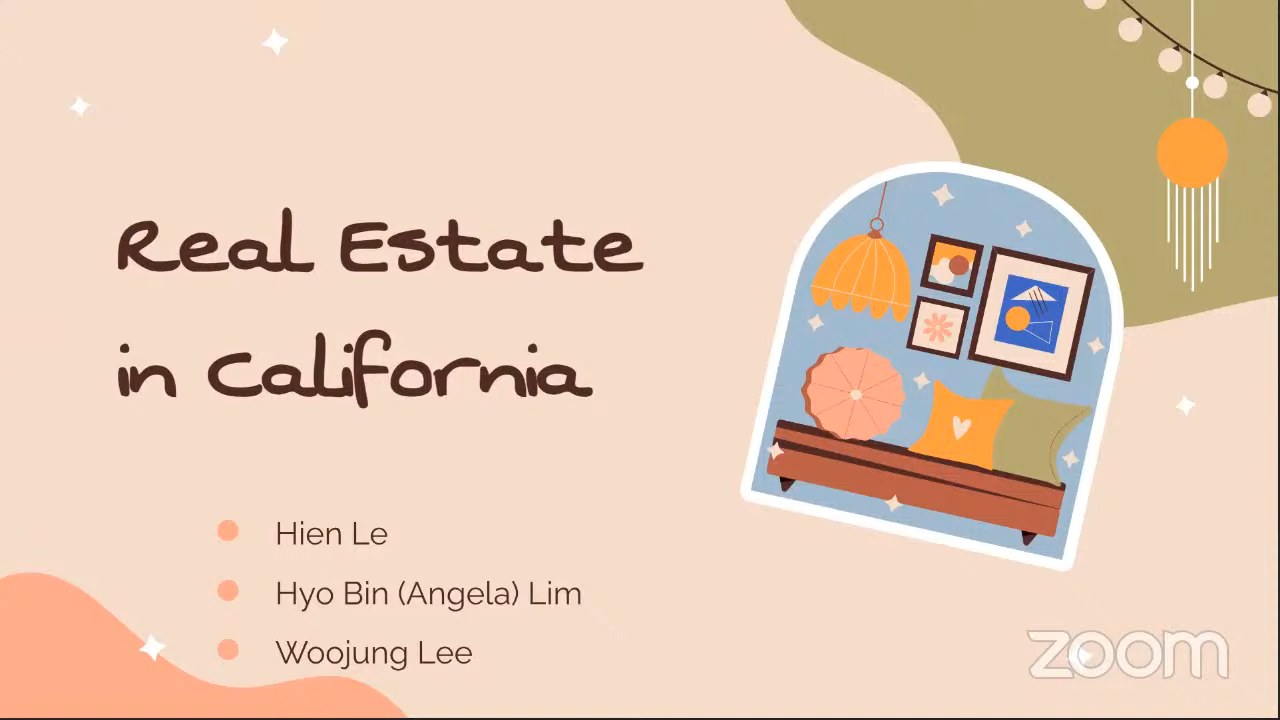 Real Estate
in California
Hien Le
Hyo Bin (Angela) Lim
Woojung Lee
zoom